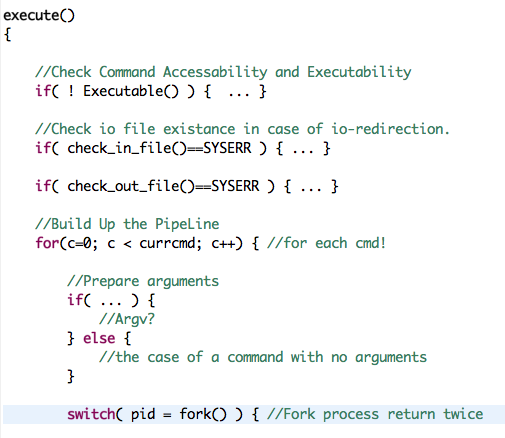 execute()
{
//Check Command Accessability and Executability
if( ! Executable() ) {  ... }
//Check io file existance in case of io-redirection.
if( check_in_file()==SYSERR ) { ... }
if( check_out_file()==SYSERR ) { ... }
//Build Up the PipeLine
for(c=0; c < currcmd; c++) { //for each cmd!
//Prepare arguments
if( ... ) {
//Argv?
} else {
//the case of a command with no arguments
}
switch( pid = fork() ) { //Fork process return twice